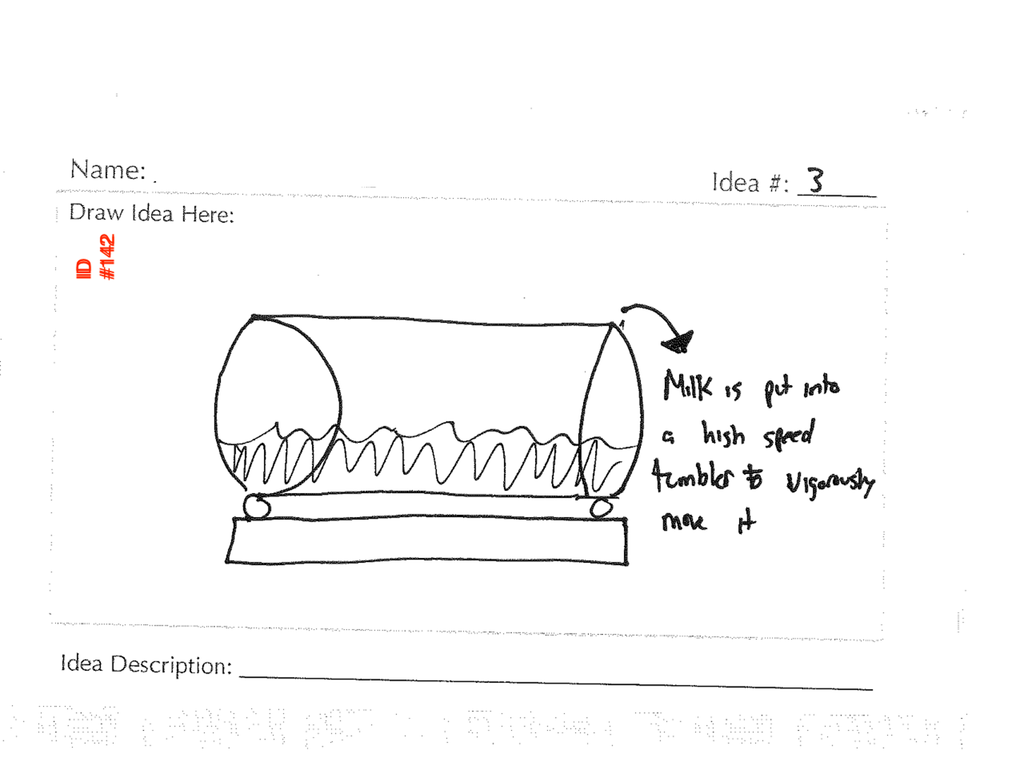 Name:
Idea #: 3
Draw Idea Here:
IID
#142
Milk is put into
a high speed
tumbler to vigorously
move it
Idea Description: